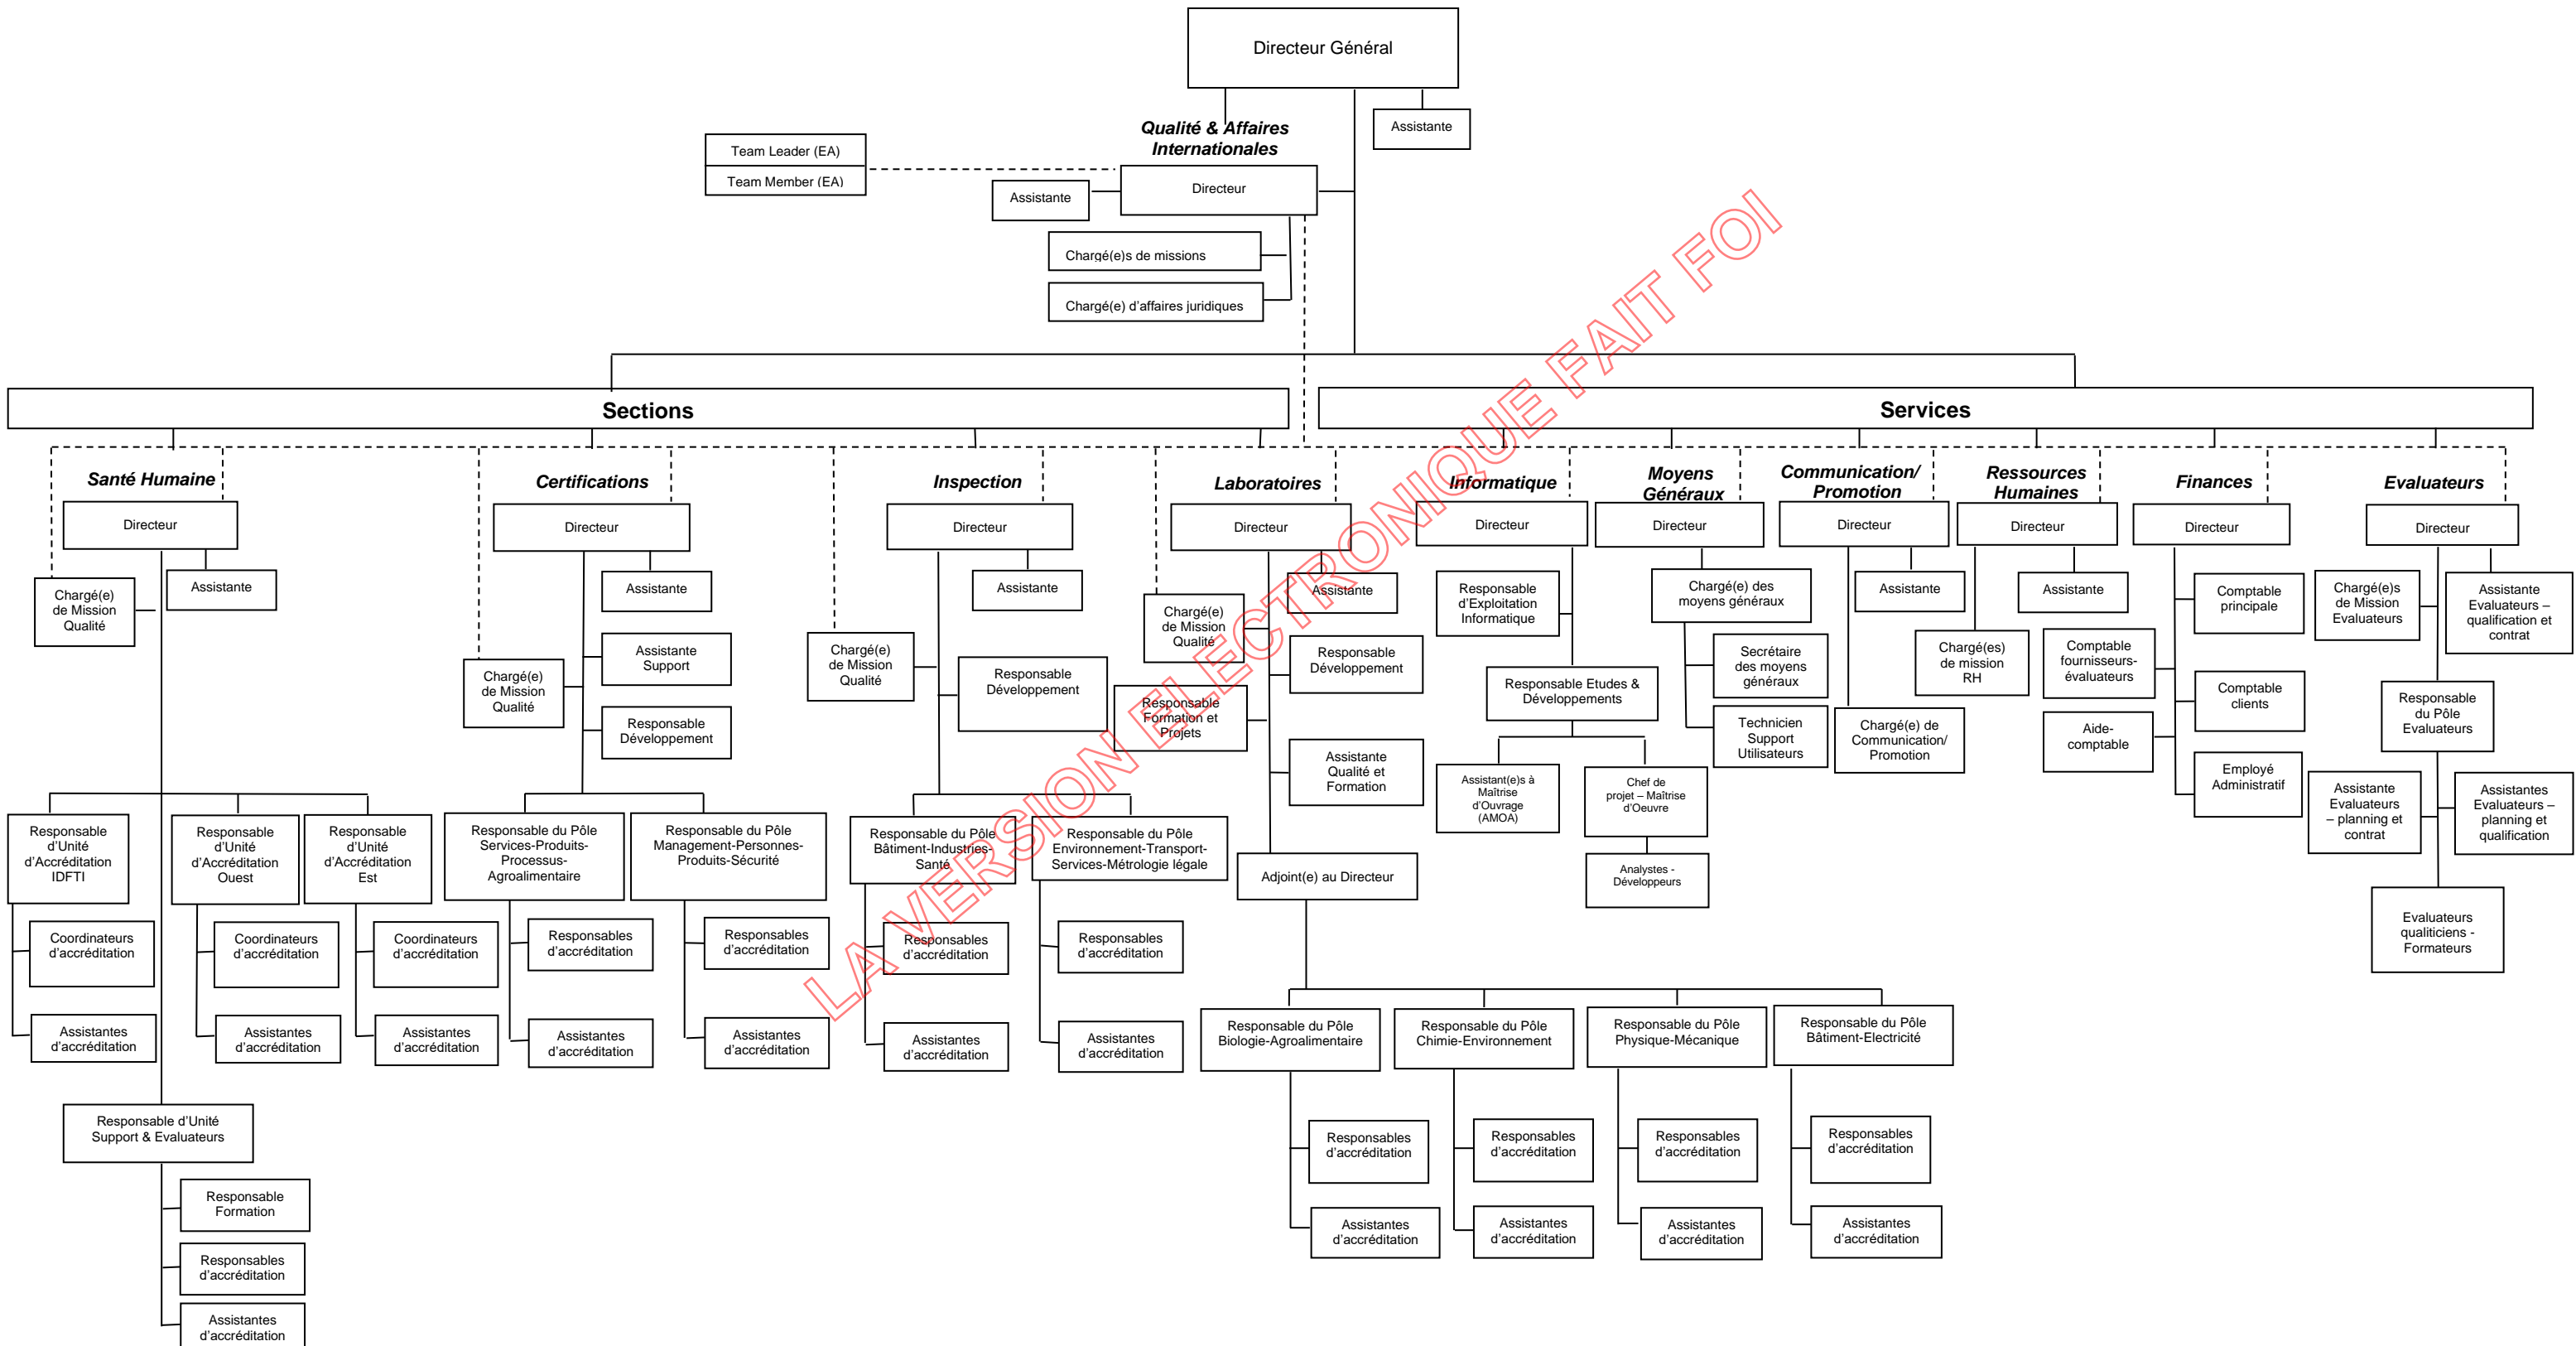 Directeur Général
Assistante
Qualité & Affaires
Internationales
Team Leader (EA)
Team Member (EA)
Directeur
Assistante
Chargé(e)s de missions
Chargé(e) d'affaires juridiques
Sections
Services
Santé Humaine
Directeur
Assistante
Chargé(e)
de Mission
Qualité
Responsable
d'Unité
d'Accréditation
IDFTI
Coordinateurs
d'accréditation
Assistantes
d'accréditation
Responsable
d'Unité
d'Accréditation
Ouest
Coordinateurs
d'accréditation
Assistantes
d'accréditation
Responsable
d'Unité
d'Accréditation
Est
Coordinateurs
d'accréditation
Assistantes
d'accréditation
Responsable d'Unité
Support & Evaluateurs
Responsable
Formation
Responsables
d'accréditation
Assistantes
d'accréditation
Certifications
Directeur
Assistante
Assistante
Support
Chargé(e)
de Mission
Qualité
Responsable
Développement
Responsable du Pôle
Services-Produits-
Processus-
Agroalimentaire
Responsables
d'accréditation
Assistantes
d'accréditation
Responsable du Pôle
Management-Personnes-
Produits-Sécurité
Responsables
d'accréditation
Assistantes
d'accréditation
Inspection
Directeur
Assistante
Chargé(e)
de Mission
Qualité
Responsable
Développement
Responsable du Pôle
Bâtiment-Industries-
Santé
Responsables
d'accréditation
Assistantes
d'accréditation
Responsable du Pôle
Environnement-Transport-
Services-Métrologie légale
Responsables
d'accréditation
Assistantes
d'accréditation
Laboratoires
Directeur
Assistante
Chargé(e)
de Mission
Qualité
Responsable
Développement
Responsable
Formation et
Projets
Assistante
Qualité et
Formation
Adjoint(e) au Directeur
Responsable du Pôle
Biologie-Agroalimentaire
Responsables
d'accréditation
Assistantes
d'accréditation
Responsable du Pôle
Chimie-Environnement
Responsables
d'accréditation
Assistantes
d'accréditation
Responsable du Pôle
Physique-Mécanique
Responsables
d'accréditation
Assistantes
d'accréditation
Responsable du Pôle
Bâtiment-Electricité
Responsables
d'accréditation
Assistantes
d'accréditation
Informatique
Directeur
Responsable
d'Exploitation
Informatique
Responsable Etudes &
Développements
Assistant(e)s à
Maîtrise
d'Ouvrage
(AMOA)
Chef de
projet – Maîtrise
d'Oeuvre
Analystes -
Développeurs
Moyens
Généraux
Directeur
Chargé(e) des
moyens généraux
Secrétaire
des moyens
généraux
Technicien
Support
Utilisateurs
Communication/
Promotion
Directeur
Assistante
Chargé(e) de
Communication/
Promotion
Ressources
Humaines
Directeur
Assistante
Chargé(es)
de mission
RH
Finances
Directeur
Comptable
principale
Comptable
fournisseurs-
évaluateurs
Comptable
clients
Aide-
comptable
Employé
Administratif
Evaluateurs
Directeur
Chargé(e)s
de Mission
Evaluateurs
Assistante
Evaluateurs –
qualification et
contrat
Responsable
du Pôle
Evaluateurs
Assistante
Evaluateurs
– planning et
contrat
Assistantes
Evaluateurs –
planning et
qualification
Evaluateurs
qualiticiens -
Formateurs
LA VERSION ELECTRONIQUE FAIT FOI